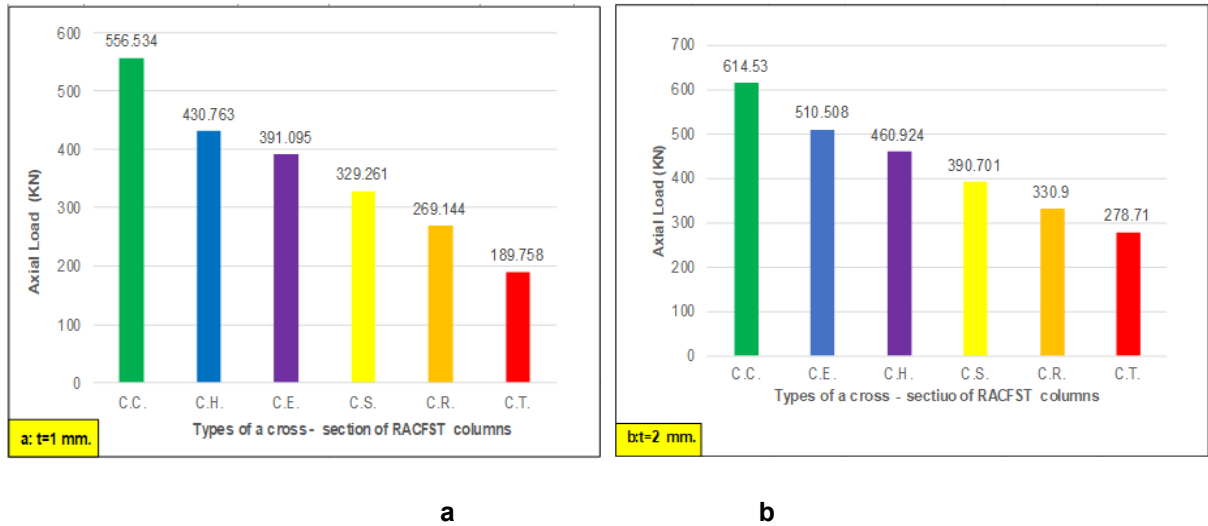 600
500
400
300
200
100
0
Axial Load (KN)
556.534
430.763
391.095
329.261
269.144
189.758
C.C.
C.H.
C.E.
C.S.
C.R.
C.T.
Types of a cross - section of RACFST columns
a: t=1 mm.
700
600
500
400
300
200
100
0
Axial Load (KN)
614.53
510.508
460.924
390.701
330.9
278.71
C.C.
C.E.
C.H.
C.S.
C.R.
C.T.
Types of a cross - sectiuo of RACFST columns
b:t=2 mm.
a
b